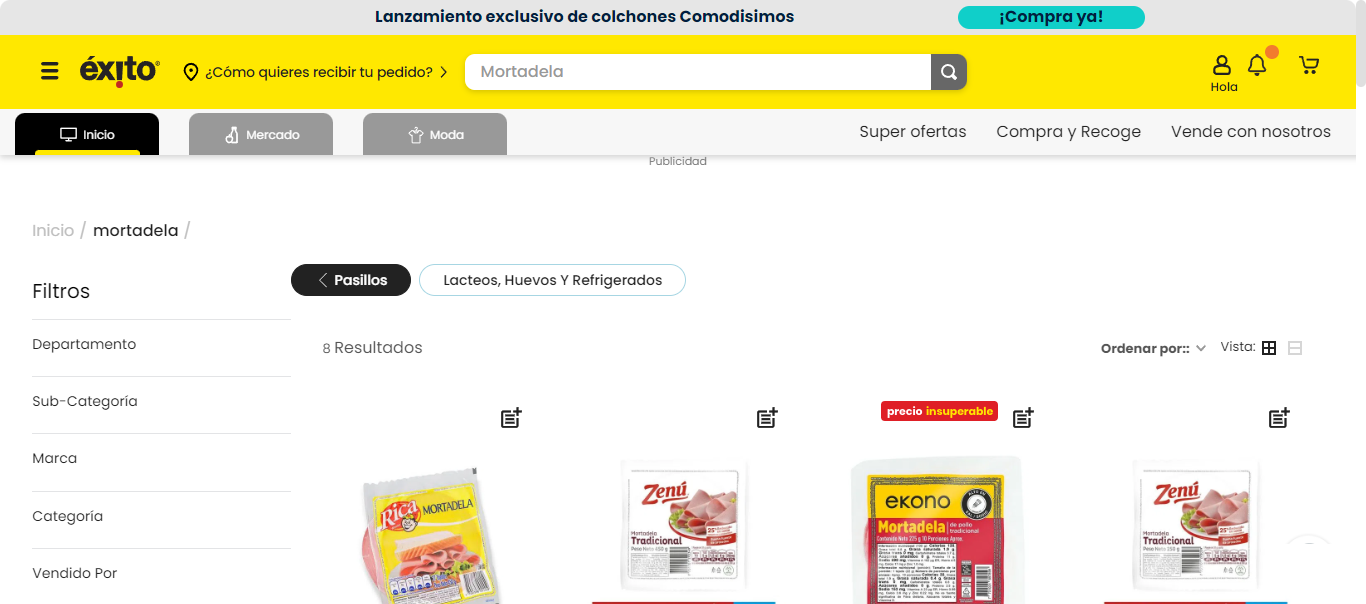 Lanzamiento exclusivo de colchones Comodisimos
¡Compra ya!
éxito
¿Cómo quieres recibir tu pedido?
Mortadela
Hola
Inicio
Mercado
Moda
Super ofertas
Compra y Recoge
Vende con nosotros
Publicidad
Inicio / mortadela /
Filtros
Pasillos
Lacteos, Huevos Y Refrigerados
Departamento
8 Resultados
Ordenar por::
Vista:
Sub-Categoría
Marca
Categoría
Vendido Por
precio insuperable
Rica
MORTADELA
Zenú
Mortadela
Tradicional
ekono
Mortadela
de pollo
tradicional
Zenú
Mortadela
Tradicional